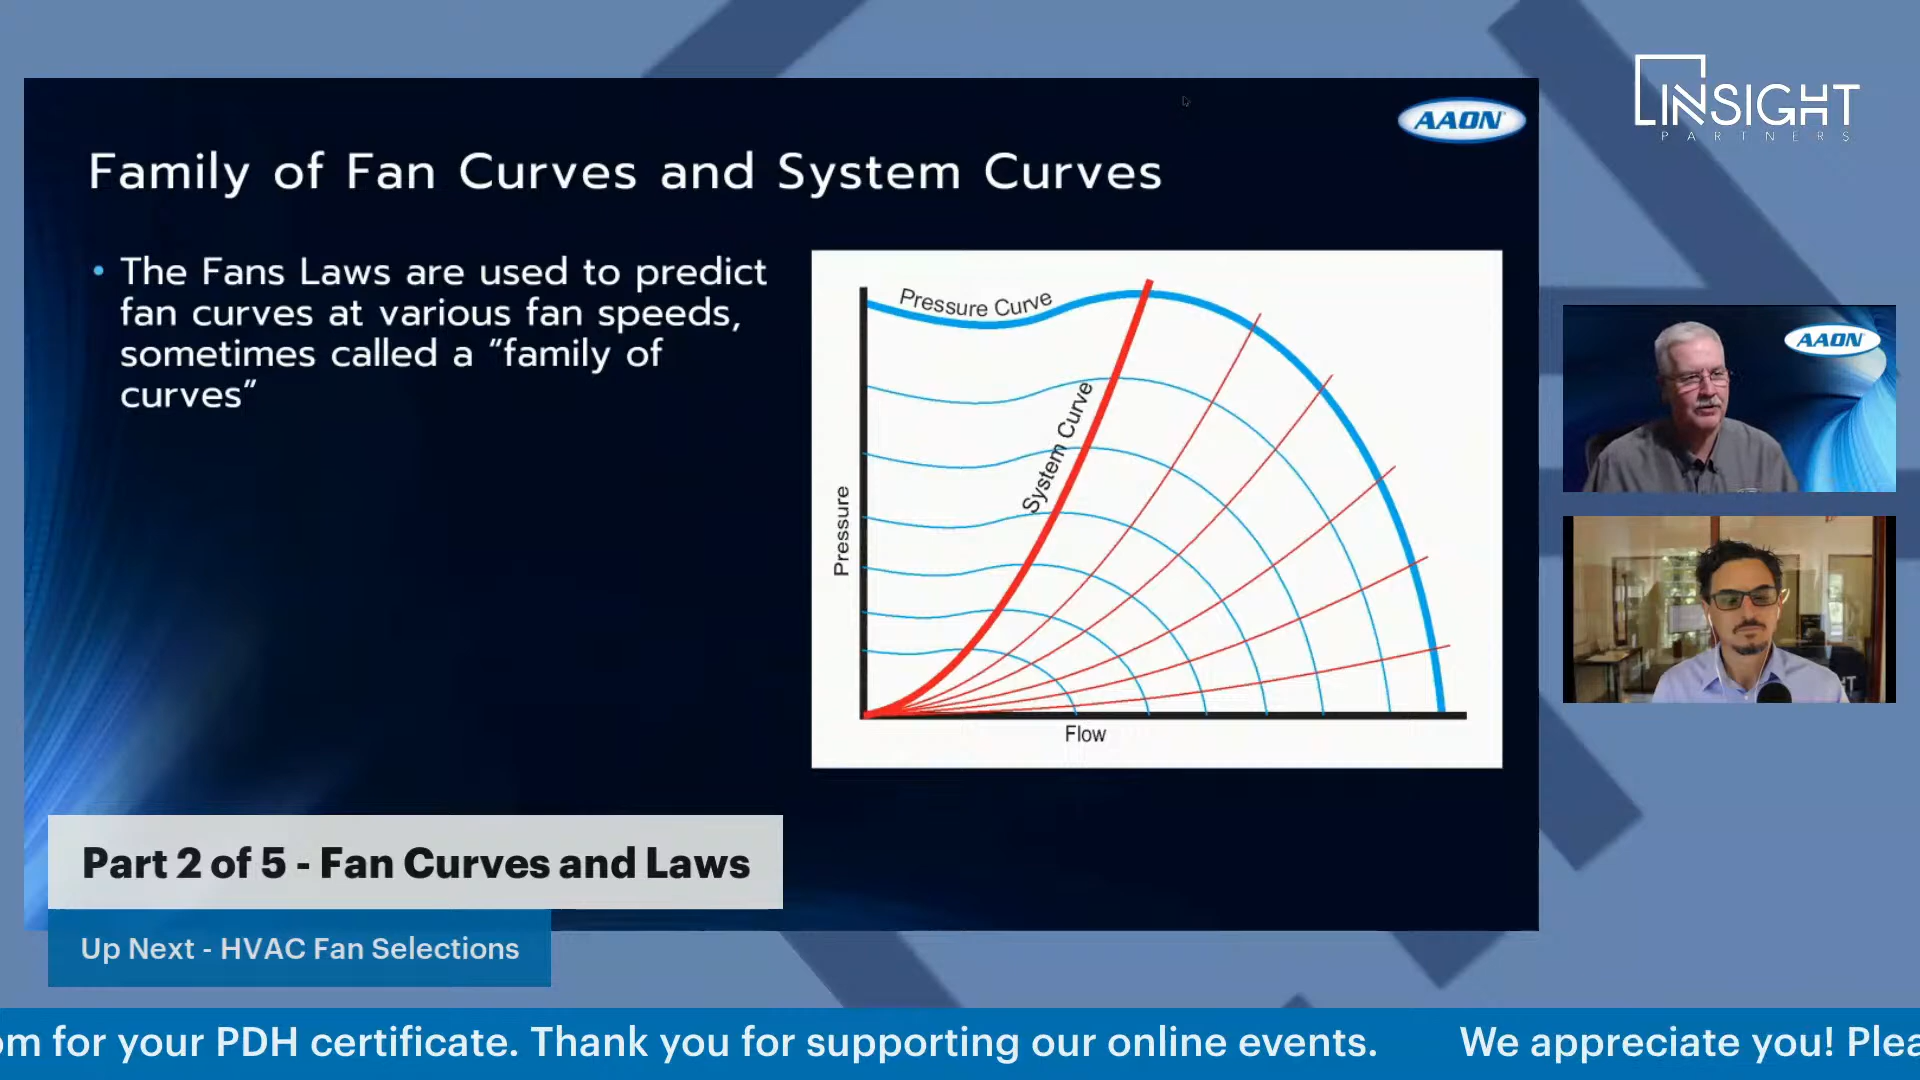 INSIGHT
PARTNERS
AAON
Family of Fan Curves and System Curves
• The Fans Laws are used to predict
fan curves at various fan speeds,
sometimes called a “family of
curves”
Pressure Curve
System Curve
Pressure
Flow
AAON
Part 2 of 5 - Fan Curves and Laws
Up Next - HVAC Fan Selections
om for your PDH certificate. Thank you for supporting our online events. We appreciate you! Plea